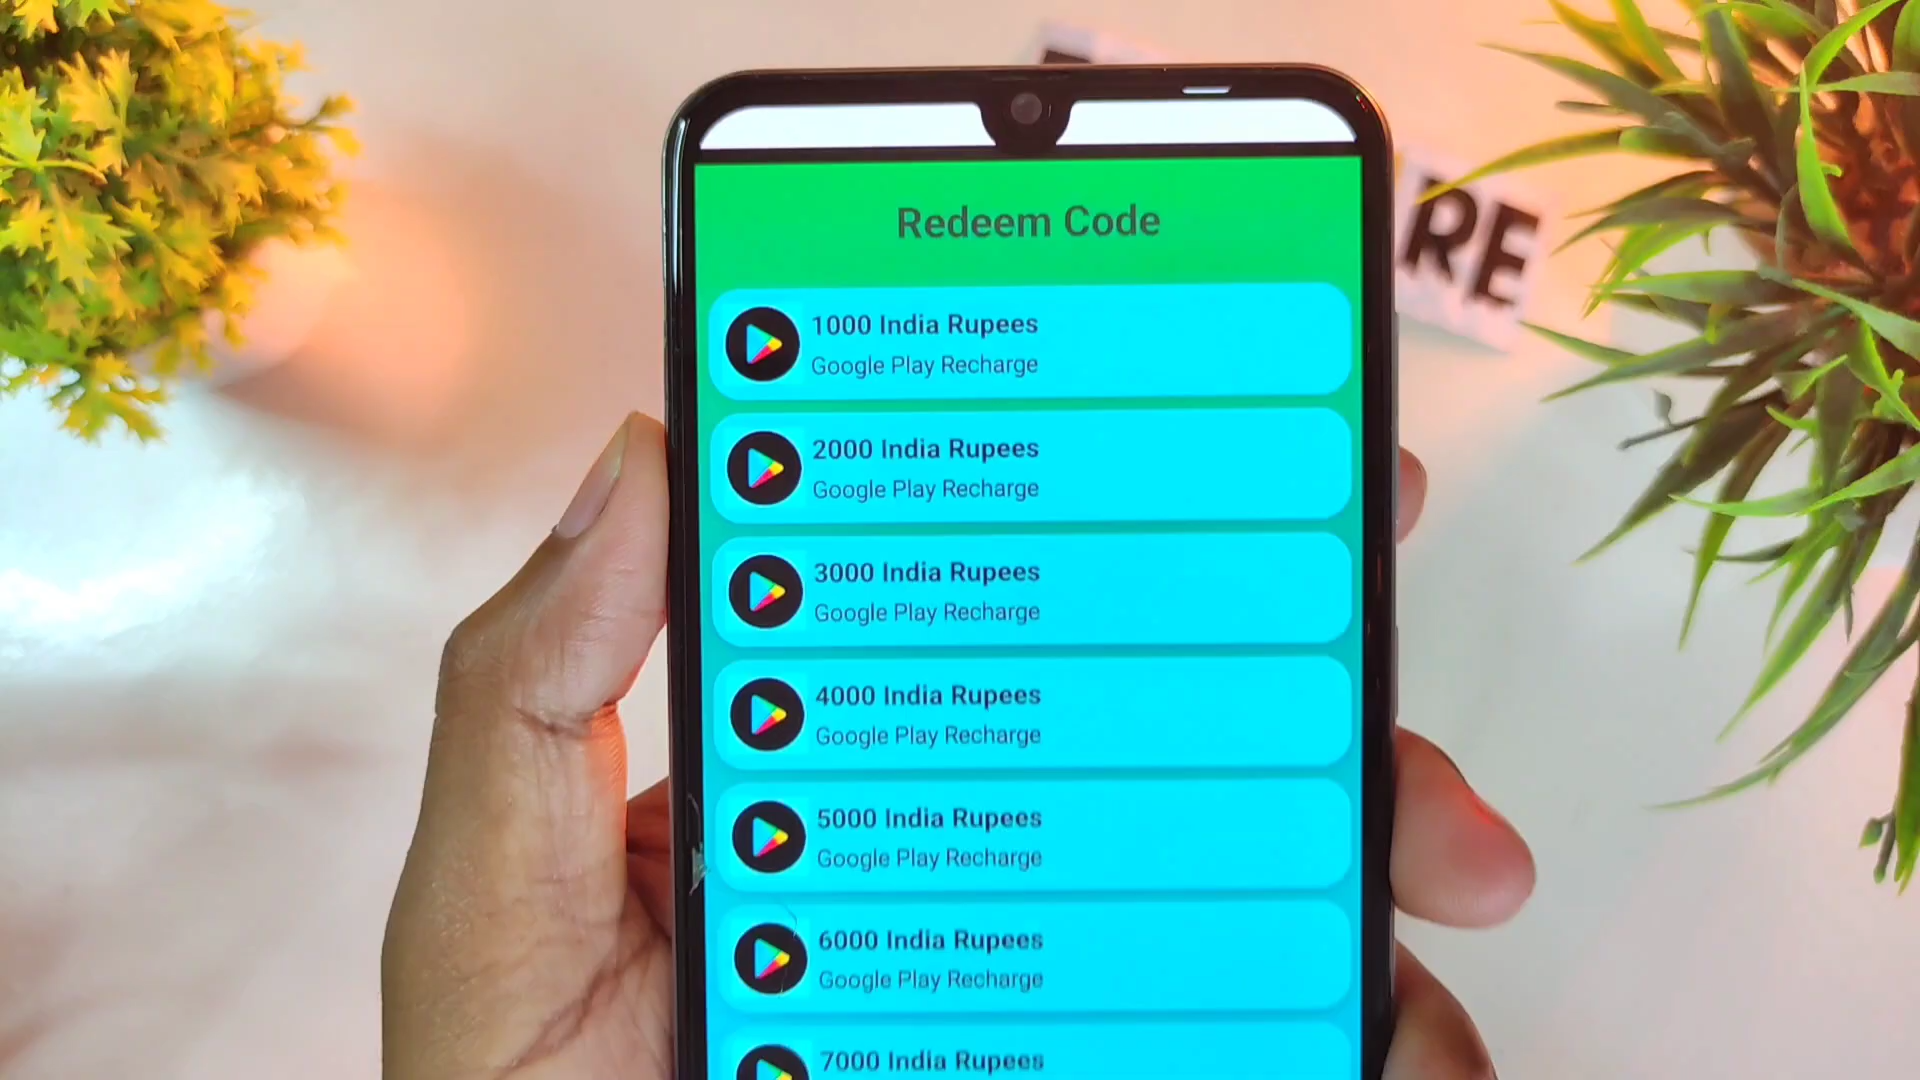 Redeem Code
1000 India Rupees
Google Play Recharge
2000 India Rupees
Google Play Recharge
3000 India Rupees
Google Play Recharge
4000 India Rupees
Google Play Recharge
5000 India Rupees
Google Play Recharge
6000 India Rupees
Google Play Recharge
7000 India Rupees
RE